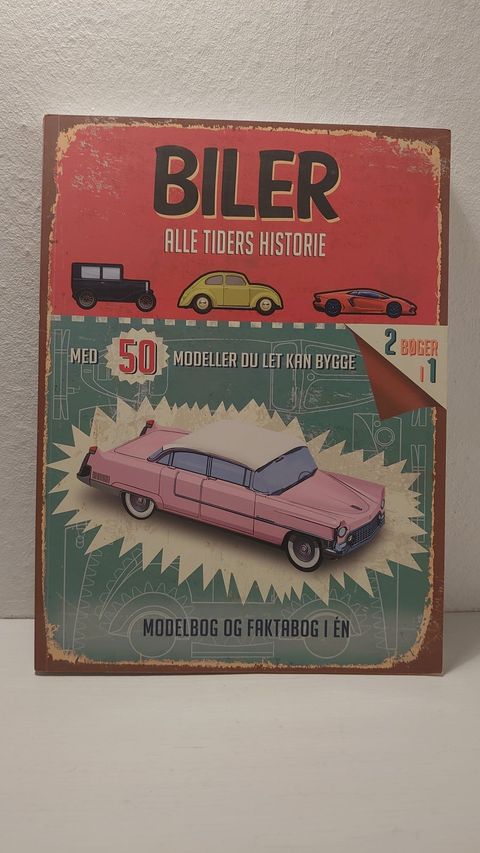 BILER
ALLE TIDERS HISTORIE
MED 50 MODELLER DU LET KAN BYGGE
2 BØGER
I 1
MODELBOG OG FAKTABOG I ÉN